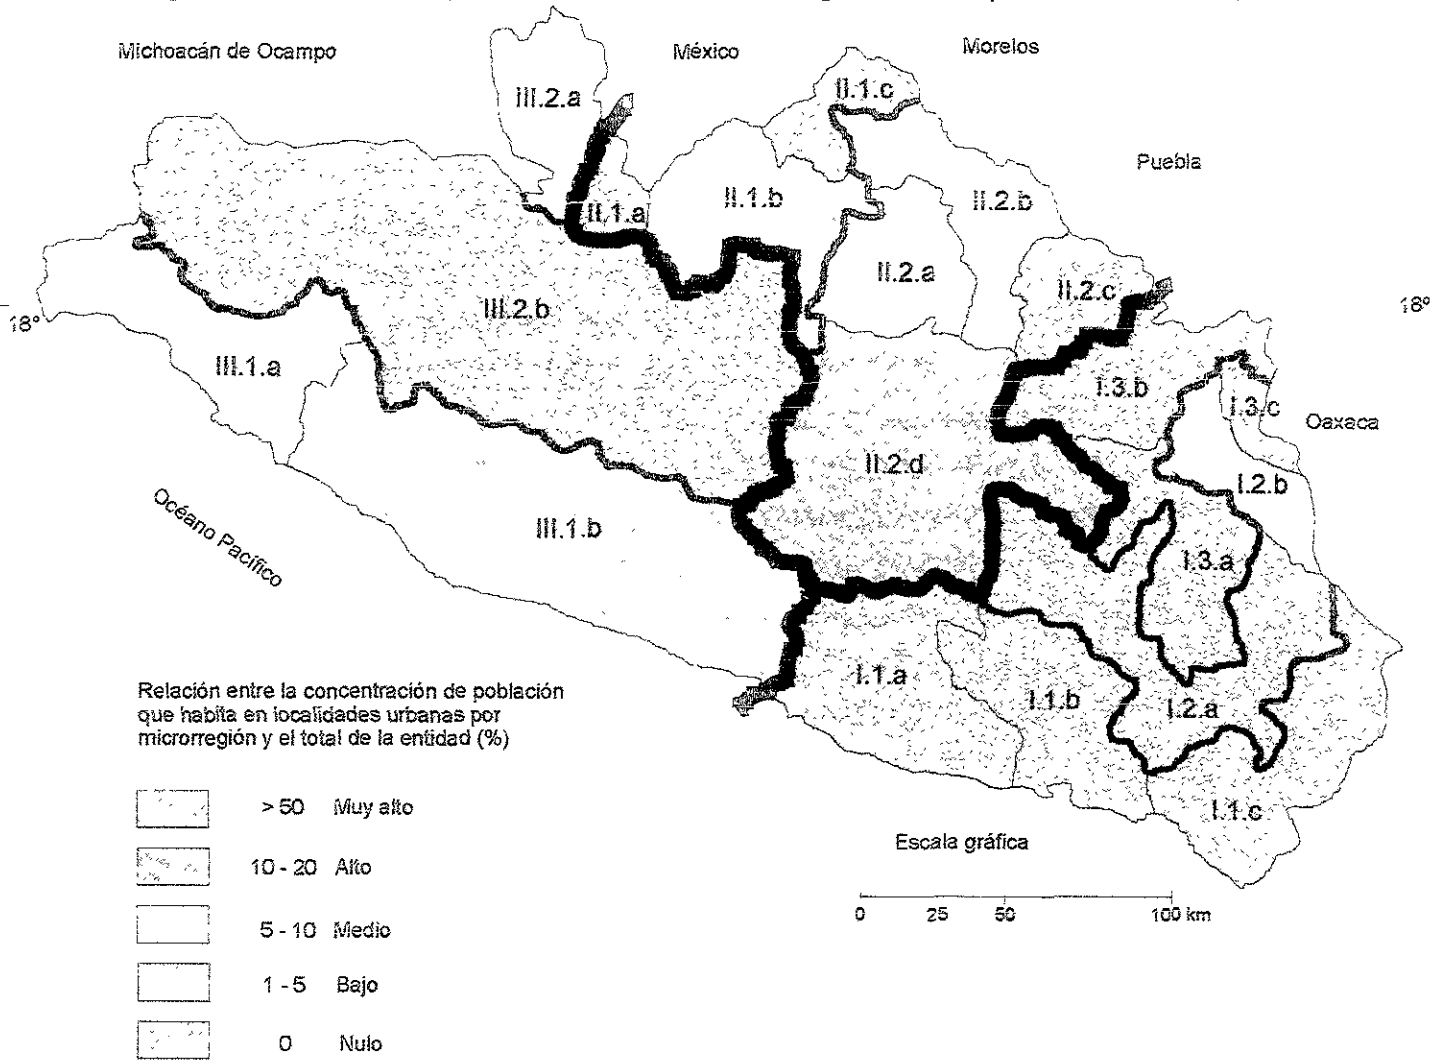 Michoacán de Ocampo
México
Morelos
III.2.a
II.1.c
Puebla
II.1.a
II.1.b
II.2.b
II.2.a
II.2.c
18º
18º
III.2.b
III.1.a
I.3.b
I.3.c
Oaxaca
II.2.d
I.2.b
Océano Pacífico
III.1.b
I.3.a
I.1.a
I.1.b
I.2.a
I.1.c
Relación entre la concentración de población
que habita en localidades urbanas por
microrregión y el total de la entidad (%)
> 50 Muy alto
10 - 20 Alto
5 - 10 Medio
1 - 5 Bajo
0 Nulo
Escala gráfica
0 25 50 100 km